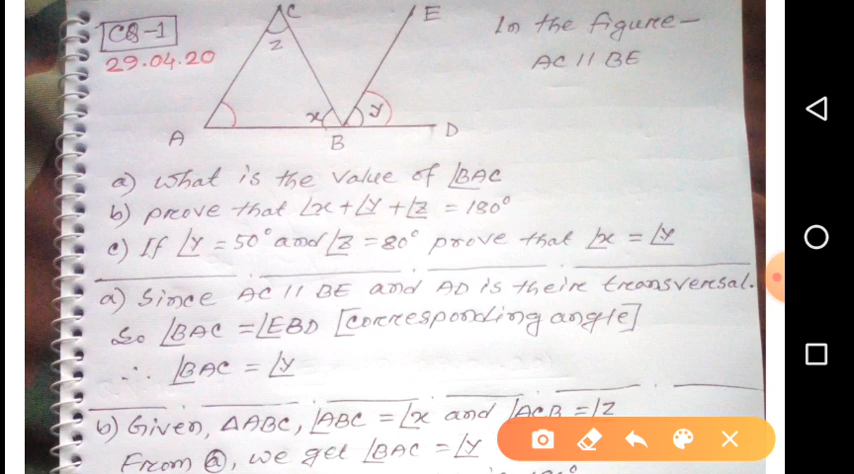 CQ-1
29.04.20
C
E
z
x
y
A
B
D
In the figure-
AC || BE
a) What is the value of ∠BAC
b) prove that ∠x + ∠y + ∠z = 180°
c) If ∠y = 50° and ∠z = 80° prove that ∠x = ∠y
a) Since AC || BE and AD is their transversal.
So ∠BAC = ∠EBD [corresponding angle]
∴ ∠BAC = ∠y
b) Given, △ABC, ∠ABC = ∠x and ∠ACB = ∠z
From (a), we get ∠BAC = ∠y